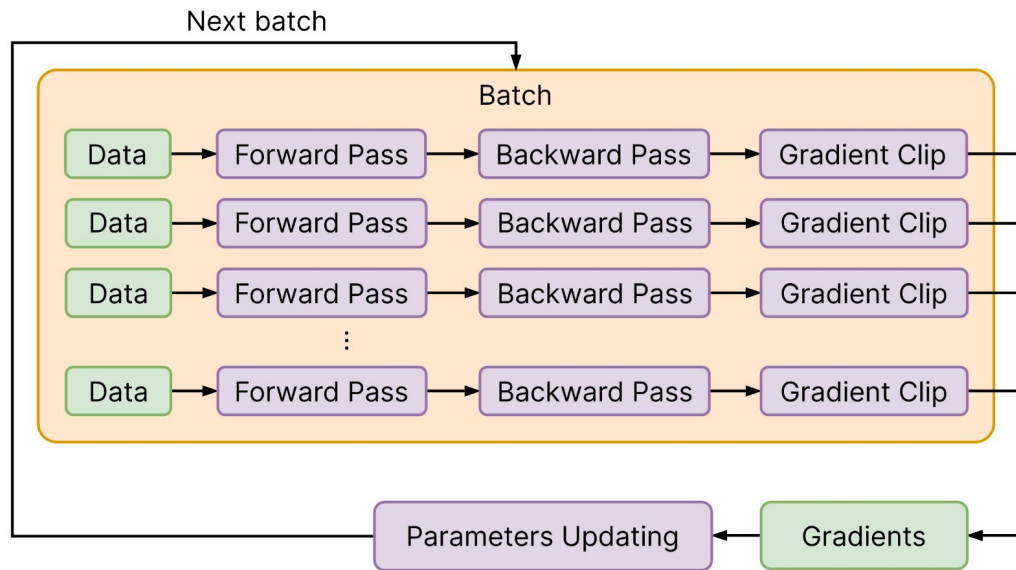 Next batch
Batch
Data Forward Pass Backward Pass Gradient Clip
Data Forward Pass Backward Pass Gradient Clip
Data Forward Pass Backward Pass Gradient Clip
⋮
Data Forward Pass Backward Pass Gradient Clip
Parameters Updating Gradients